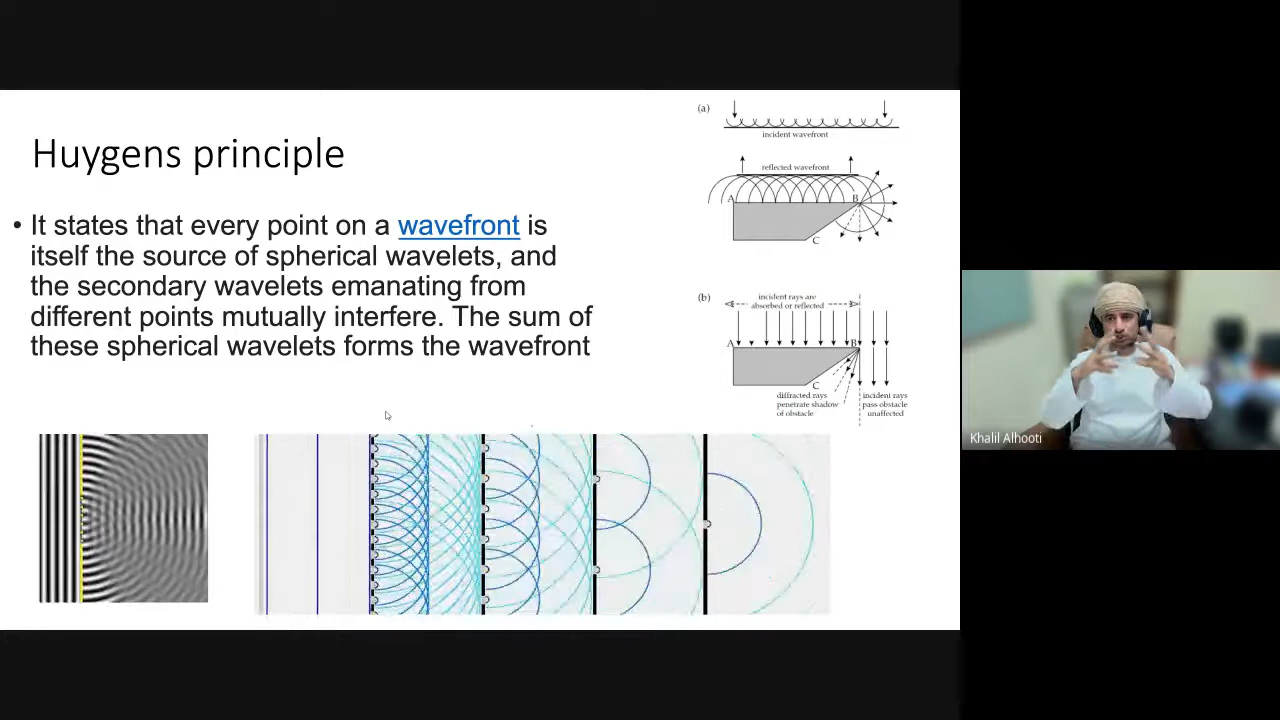 Huygens principle
• It states that every point on a wavefront is
itself the source of spherical wavelets, and
the secondary wavelets emanating from
different points mutually interfere. The sum of
these spherical wavelets forms the wavefront
(a)
incident wavefront
reflected wavefront
A
B
C
(b)
incident rays are
absorbed or reflected
A
B
C
diffracted rays
penetrate shadow
of obstacle
incident rays
pass obstacle
unaffected
Khalil Alhooti